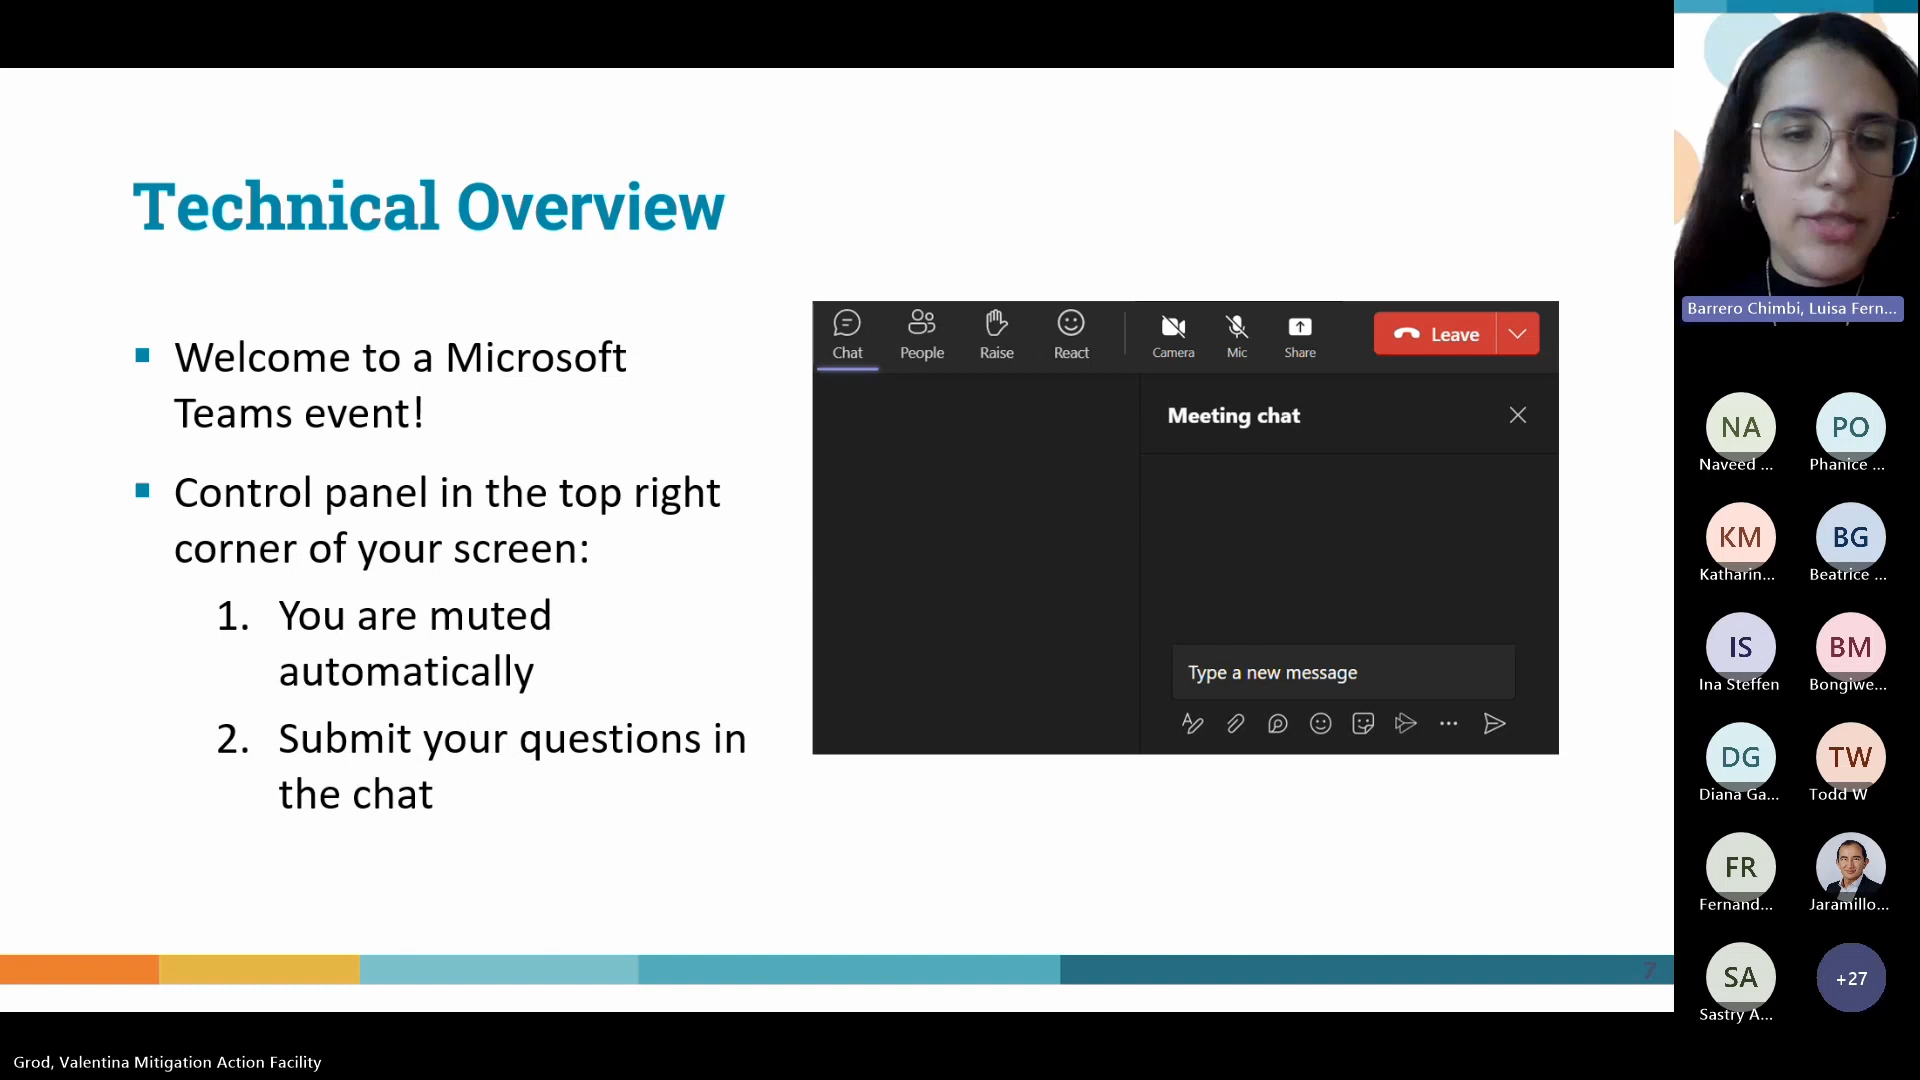 Technical Overview
Welcome to a Microsoft
Teams event!
Control panel in the top right
corner of your screen:
1. You are muted
automatically
2. Submit your questions in
the chat
Chat
People
Raise
React
Camera
Mic
Share
Leave
Meeting chat
Type a new message
7
Barrero Chimbi, Luisa Fern...
NA
Naveed ...
PO
Phanice ...
KM
Katharin...
BG
Beatrice ...
IS
Ina Steffen
BM
Bongiwe...
DG
Diana Ga...
TW
Todd W
FR
Fernand...
Jaramillo...
SA
Sastry A...
+27
Grod, Valentina Mitigation Action Facility